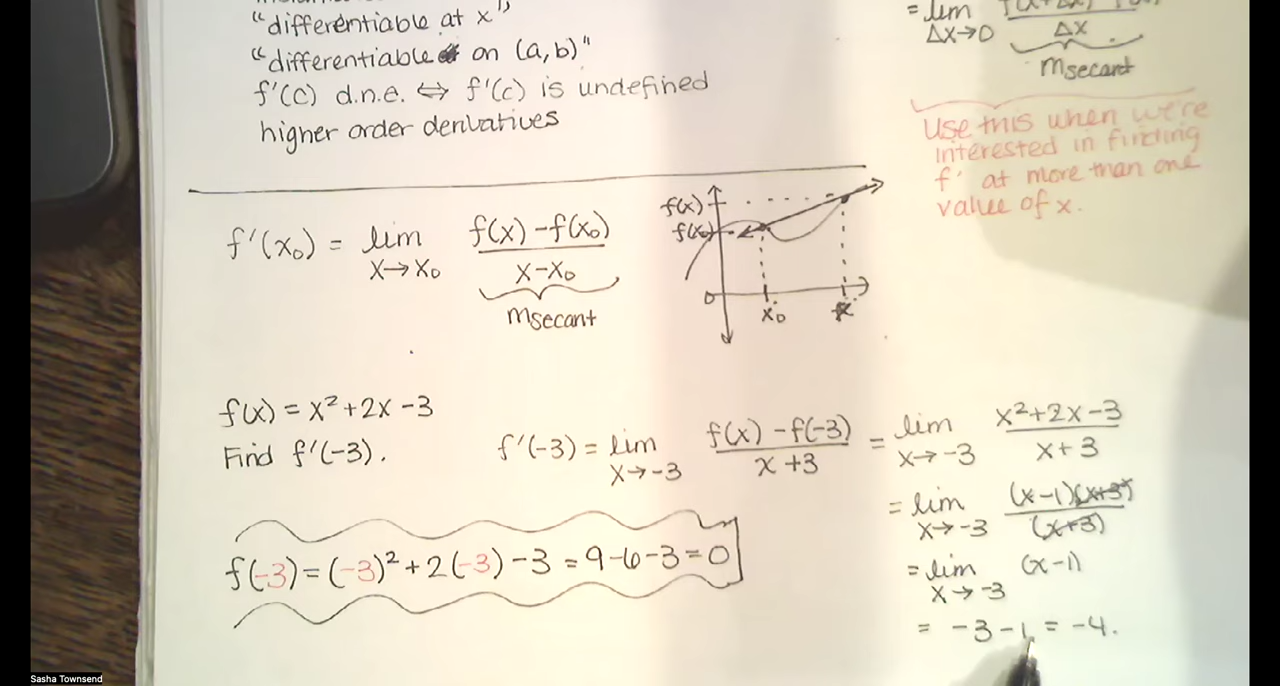 "differentiable at x"
"differentiable on (a,b)"
f'(c) d.n.e. ⇔ f'(c) is undefined
higher order derivatives
= lim Δx→0
Δx
Msecant
Use this when we're
interested in finding
f' at more than one
value of x.
f'(x₀) = lim x→x₀ (f(x) - f(x₀))/(x - x₀)
Msecant
f(x)
f(x₀)
0
x₀
x
f(x) = x² + 2x - 3
Find f'(-3).
f'(-3) = lim x→-3 (f(x) - f(-3))/(x + 3) = lim x→-3 (x² + 2x - 3)/(x + 3)
= lim x→-3 ((x-1)(x+3))/(x+3)
= lim x→-3 (x-1)
= -3 - 1 = -4.
f(-3) = (-3)² + 2(-3) - 3 = 9 - 6 - 3 = 0
Sasha Townsend